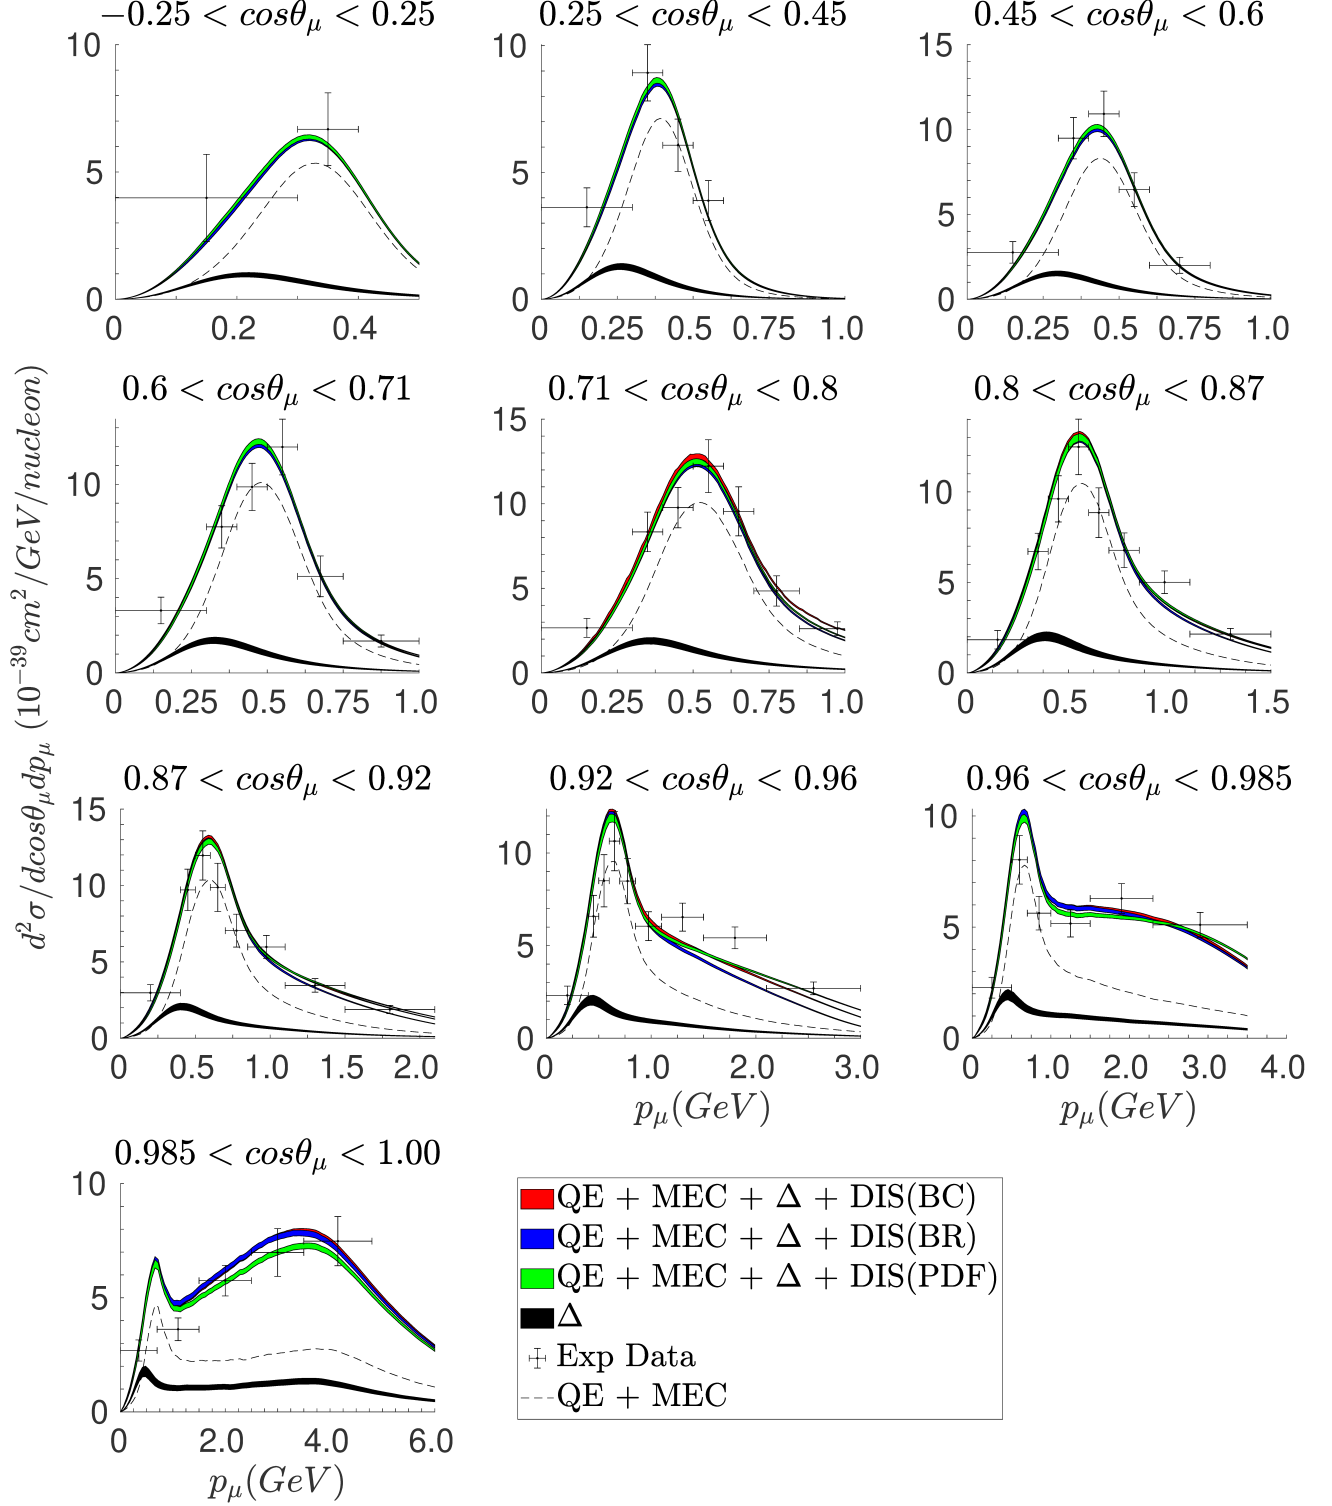 −0.25 < cosθμ < 0.25
0.25 < cosθμ < 0.45
0.45 < cosθμ < 0.6
10
5
0
0 0.2 0.4
10
5
0
0 0.25 0.5 0.75 1.0
15
10
5
0
0 0.25 0.5 0.75 1.0
d²σ/dcosθμdpμ (10⁻³⁹cm²/GeV/nucleon)
0.6 < cosθμ < 0.71
0.71 < cosθμ < 0.8
0.8 < cosθμ < 0.87
10
5
0
0 0.25 0.5 0.75 1.0
15
10
5
0
0 0.25 0.5 0.75 1.0
10
5
0
0 0.5 1.0 1.5
0.87 < cosθμ < 0.92
0.92 < cosθμ < 0.96
0.96 < cosθμ < 0.985
15
10
5
0
0 0.5 1.0 1.5 2.0
10
5
0
0 1.0 2.0 3.0
pμ(GeV)
10
5
0
0 1.0 2.0 3.0 4.0
pμ(GeV)
0.985 < cosθμ < 1.00
10
5
0
0 2.0 4.0 6.0
pμ(GeV)
QE + MEC + Δ + DIS(BC)
QE + MEC + Δ + DIS(BR)
QE + MEC + Δ + DIS(PDF)
Δ
Exp Data
QE + MEC